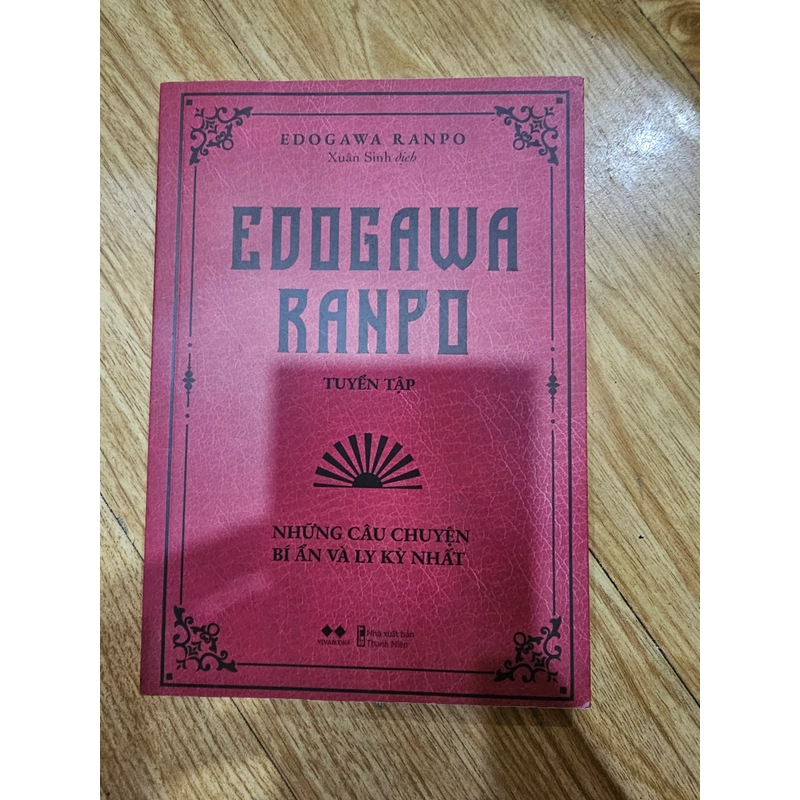 EDOGAWA RANPO
Xuân Sinh dịch
EDOGAWA
RANPO
TUYỂN TẬP
NHỮNG CÂU CHUYỆN
BÍ ẨN VÀ LY KỲ NHẤT
Nhà xuất bản
Thanh Niên